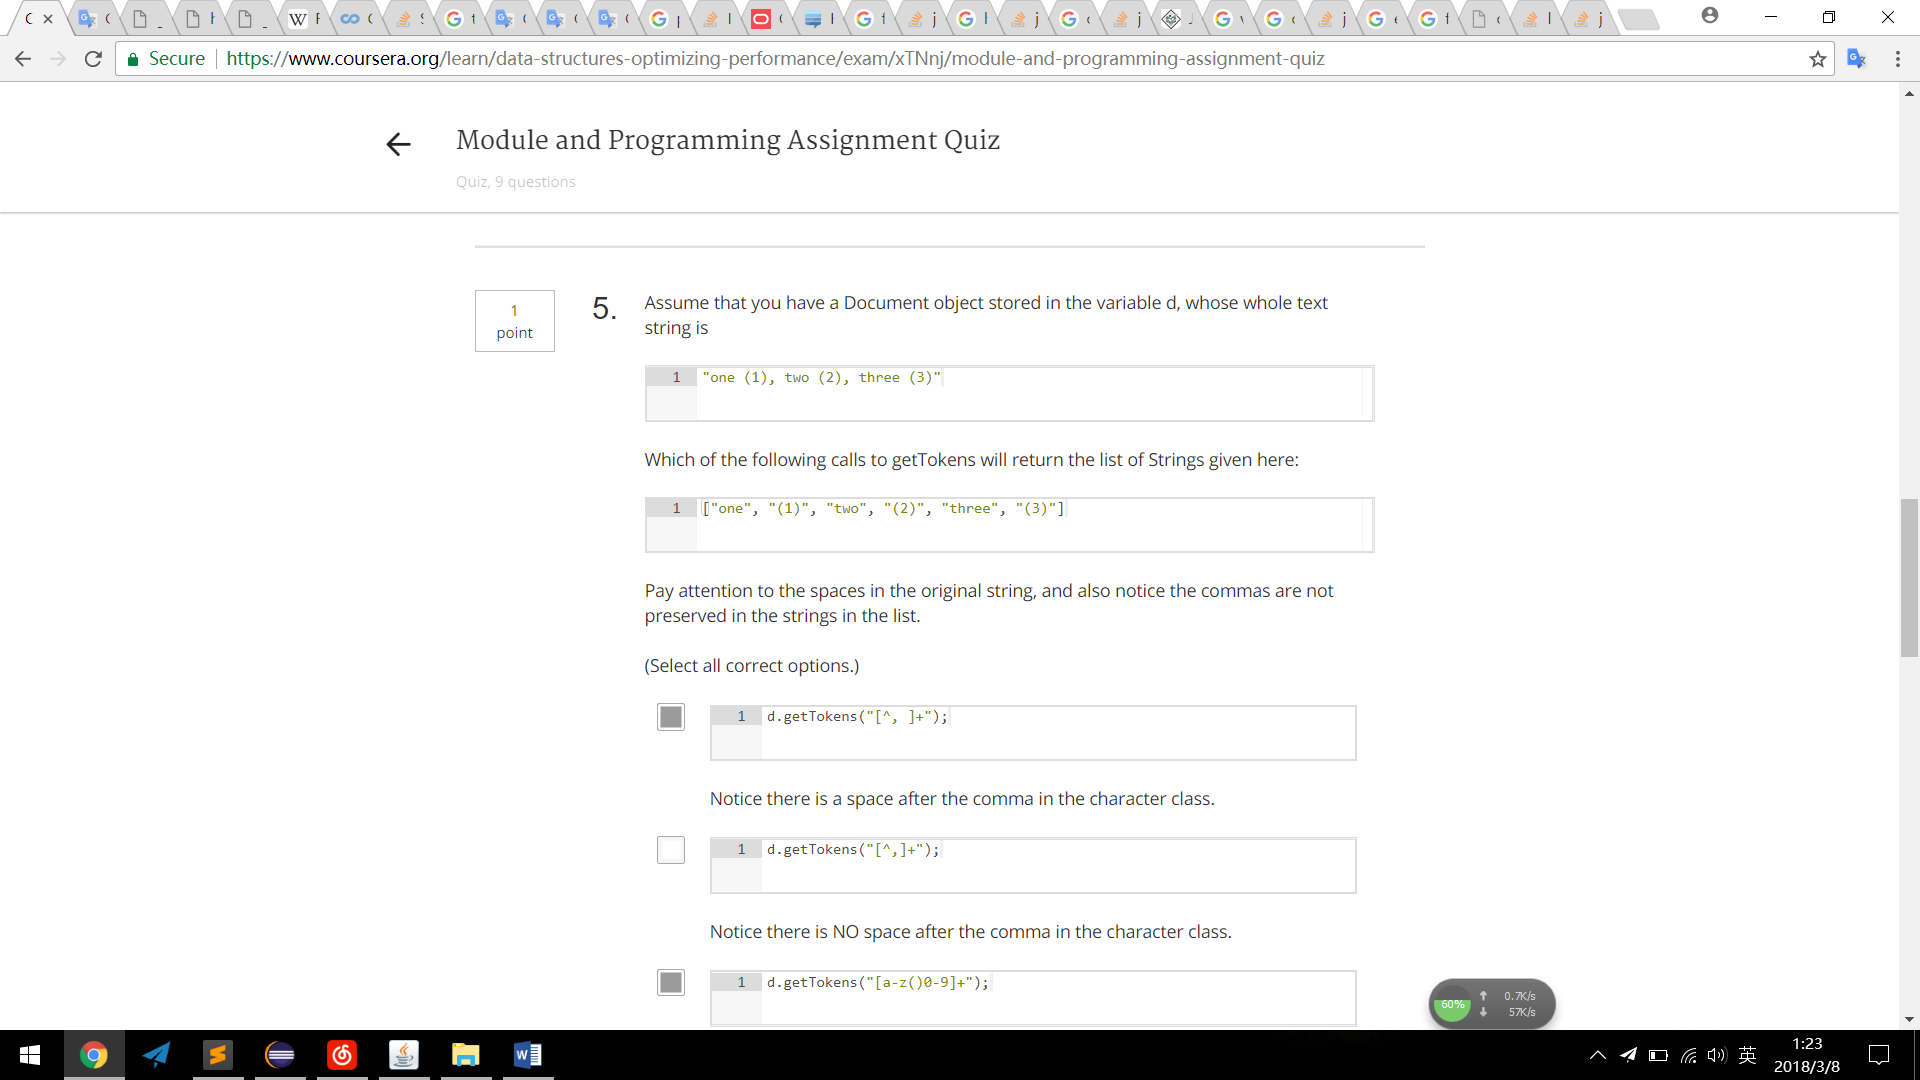 Secure https://www.coursera.org/learn/data-structures-optimizing-performance/exam/xTNnj/module-and-programming-assignment-quiz
Module and Programming Assignment Quiz
Quiz, 9 questions
1
point
5.
Assume that you have a Document object stored in the variable d, whose whole text
string is
1 "one (1), two (2), three (3)"
Which of the following calls to getTokens will return the list of Strings given here:
1 ["one", "(1)", "two", "(2)", "three", "(3)"]
Pay attention to the spaces in the original string, and also notice the commas are not
preserved in the strings in the list.
(Select all correct options.)
1 d.getTokens("[^, ]+");
Notice there is a space after the comma in the character class.
1 d.getTokens("[^,]+");
Notice there is NO space after the comma in the character class.
1 d.getTokens("[a-z()0-9]+");
60%
0.7K/s
57K/s
英
1:23
2018/3/8